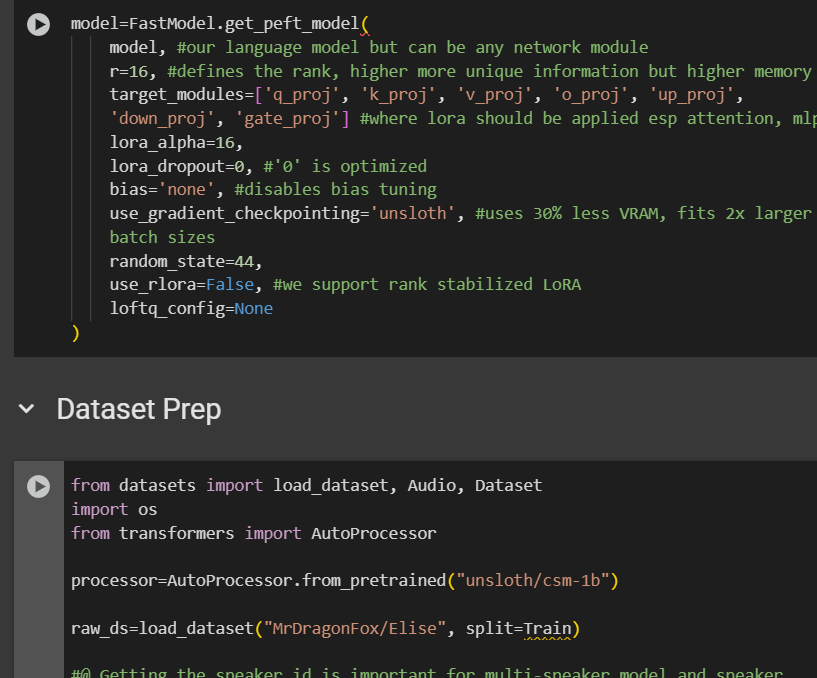 model=FastModel.get_peft_model(
model, #our language model but can be any network module
r=16, #defines the rank, higher more unique information but higher memory
target_modules=['q_proj', 'k_proj', 'v_proj', 'o_proj', 'up_proj',
'down_proj', 'gate_proj'] #where lora should be applied esp attention, mlp
lora_alpha=16,
lora_dropout=0, #'0' is optimized
bias='none', #disables bias tuning
use_gradient_checkpointing='unsloth', #uses 30% less VRAM, fits 2x larger
batch sizes
random_state=44,
use_rlora=False, #we support rank stabilized LoRA
loftq_config=None
)
Dataset Prep
from datasets import load_dataset, Audio, Dataset
import os
from transformers import AutoProcessor
processor=AutoProcessor.from_pretrained("unsloth/csm-1b")
raw_ds=load_dataset("MrDragonFox/Elise", split=Train)
#@ Getting the speaker id is important for multi-speaker model and speaker